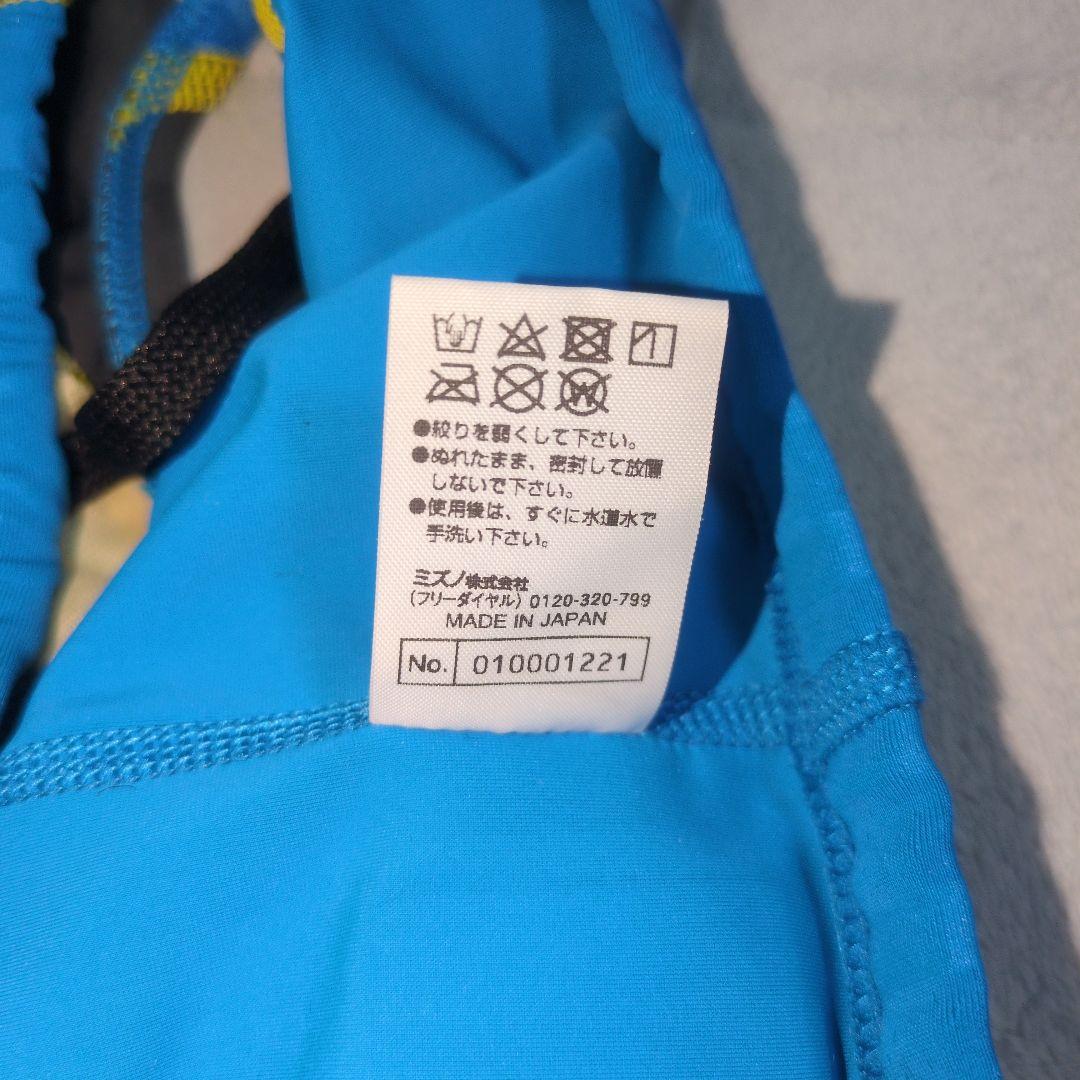 ●絞りを弱くして下さい。
●ぬれたまま、密封して放置
しないで下さい。
●使用後は、すぐに水道水で
手洗い下さい。
ミズノ株式会社
(フリーダイヤル) 0120-320-799
MADE IN JAPAN
No. 010001221